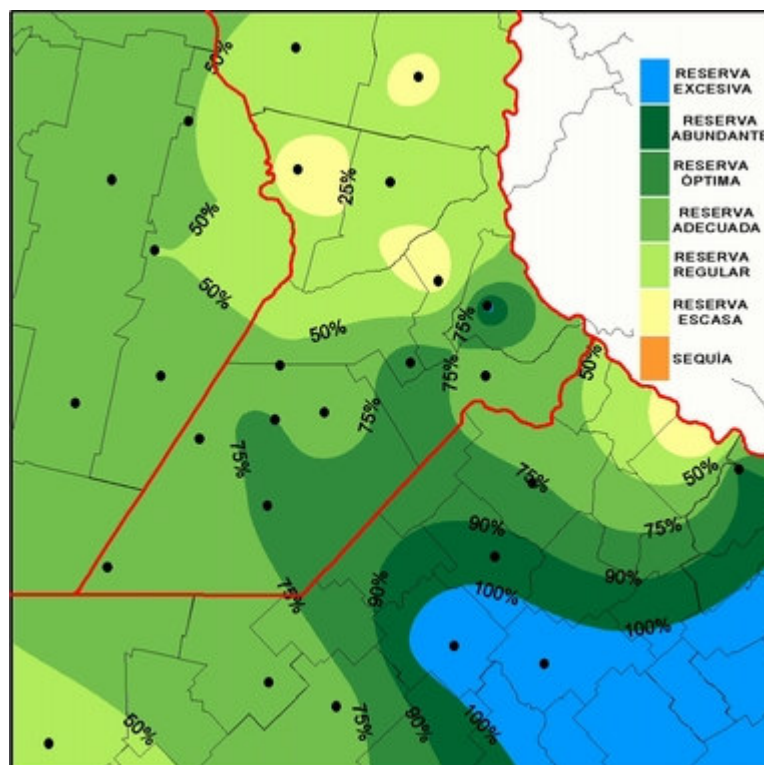 50%
RESERVA
EXCESIVA
RESERVA
ABUNDANTE
RESERVA
ÓPTIMA
RESERVA
ADECUADA
RESERVA
REGULAR
RESERVA
ESCASA
SEQUÍA
25%
50%
50%
50%
75%
75%
50%
75%
75%
75%
50%
75%
90%
90%
100%
75%
90%
100%
50%
75%
90%
100%